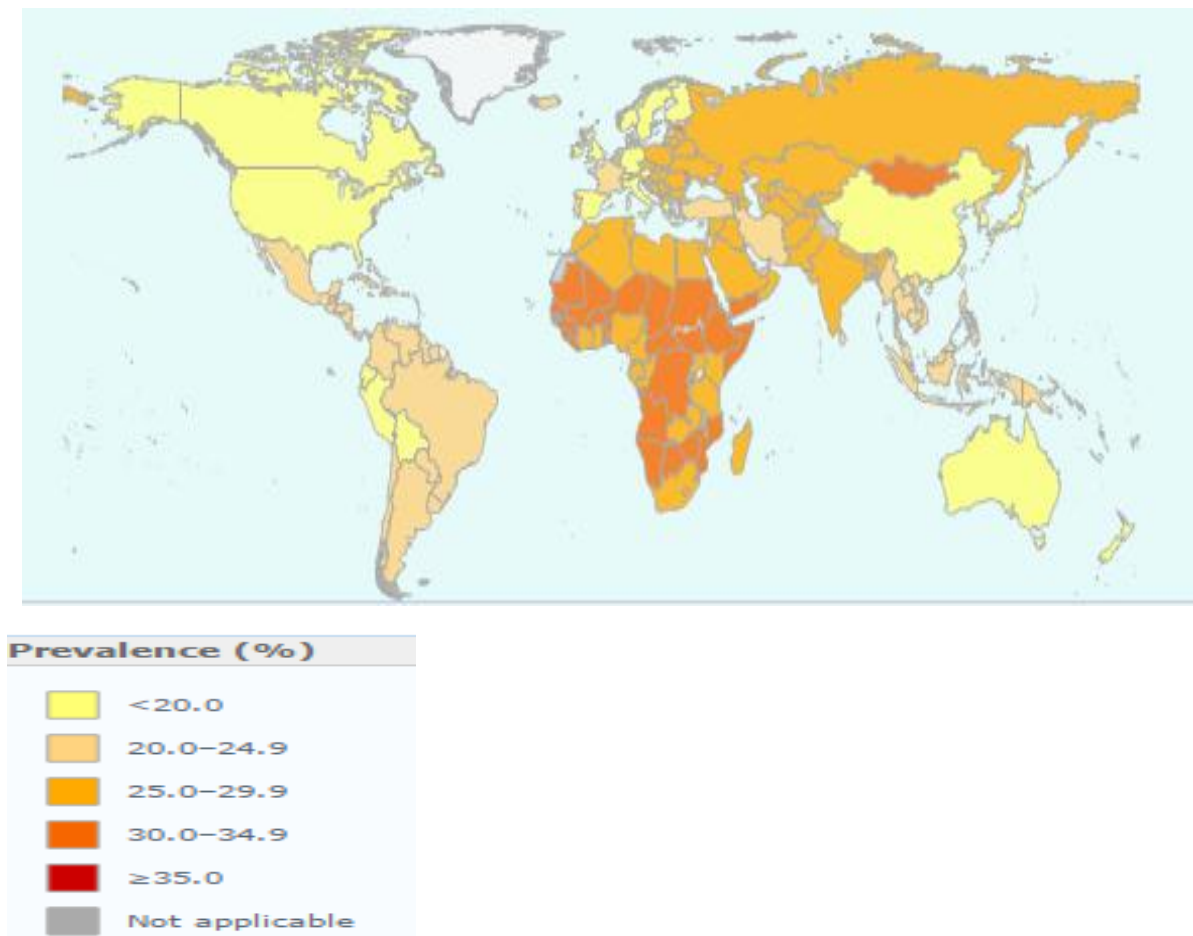 Prevalence (%)
<20.0
20.0–24.9
25.0–29.9
30.0–34.9
≥35.0
Not applicable